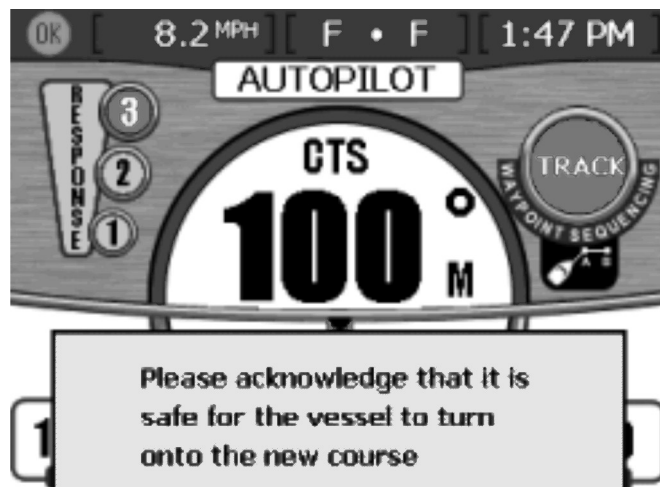 OK [ 8.2 MPH ] [ F • F ] [ 1:47 PM ]
AUTOPILOT
RESPONSE
3
2
1
CTS
100°
M
TRACK
WAYPOINT SEQUENCING
A B
Please acknowledge that it is
safe for the vessel to turn
onto the new course